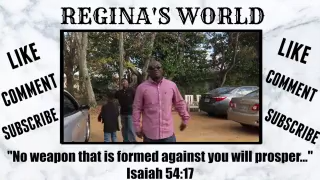 REGINA'S WORLD
LIKE
COMMENT
SUBSCRIBE
LIKE
COMMENT
SUBSCRIBE
"No weapon that is formed against you will prosper..."
Isaiah 54:17